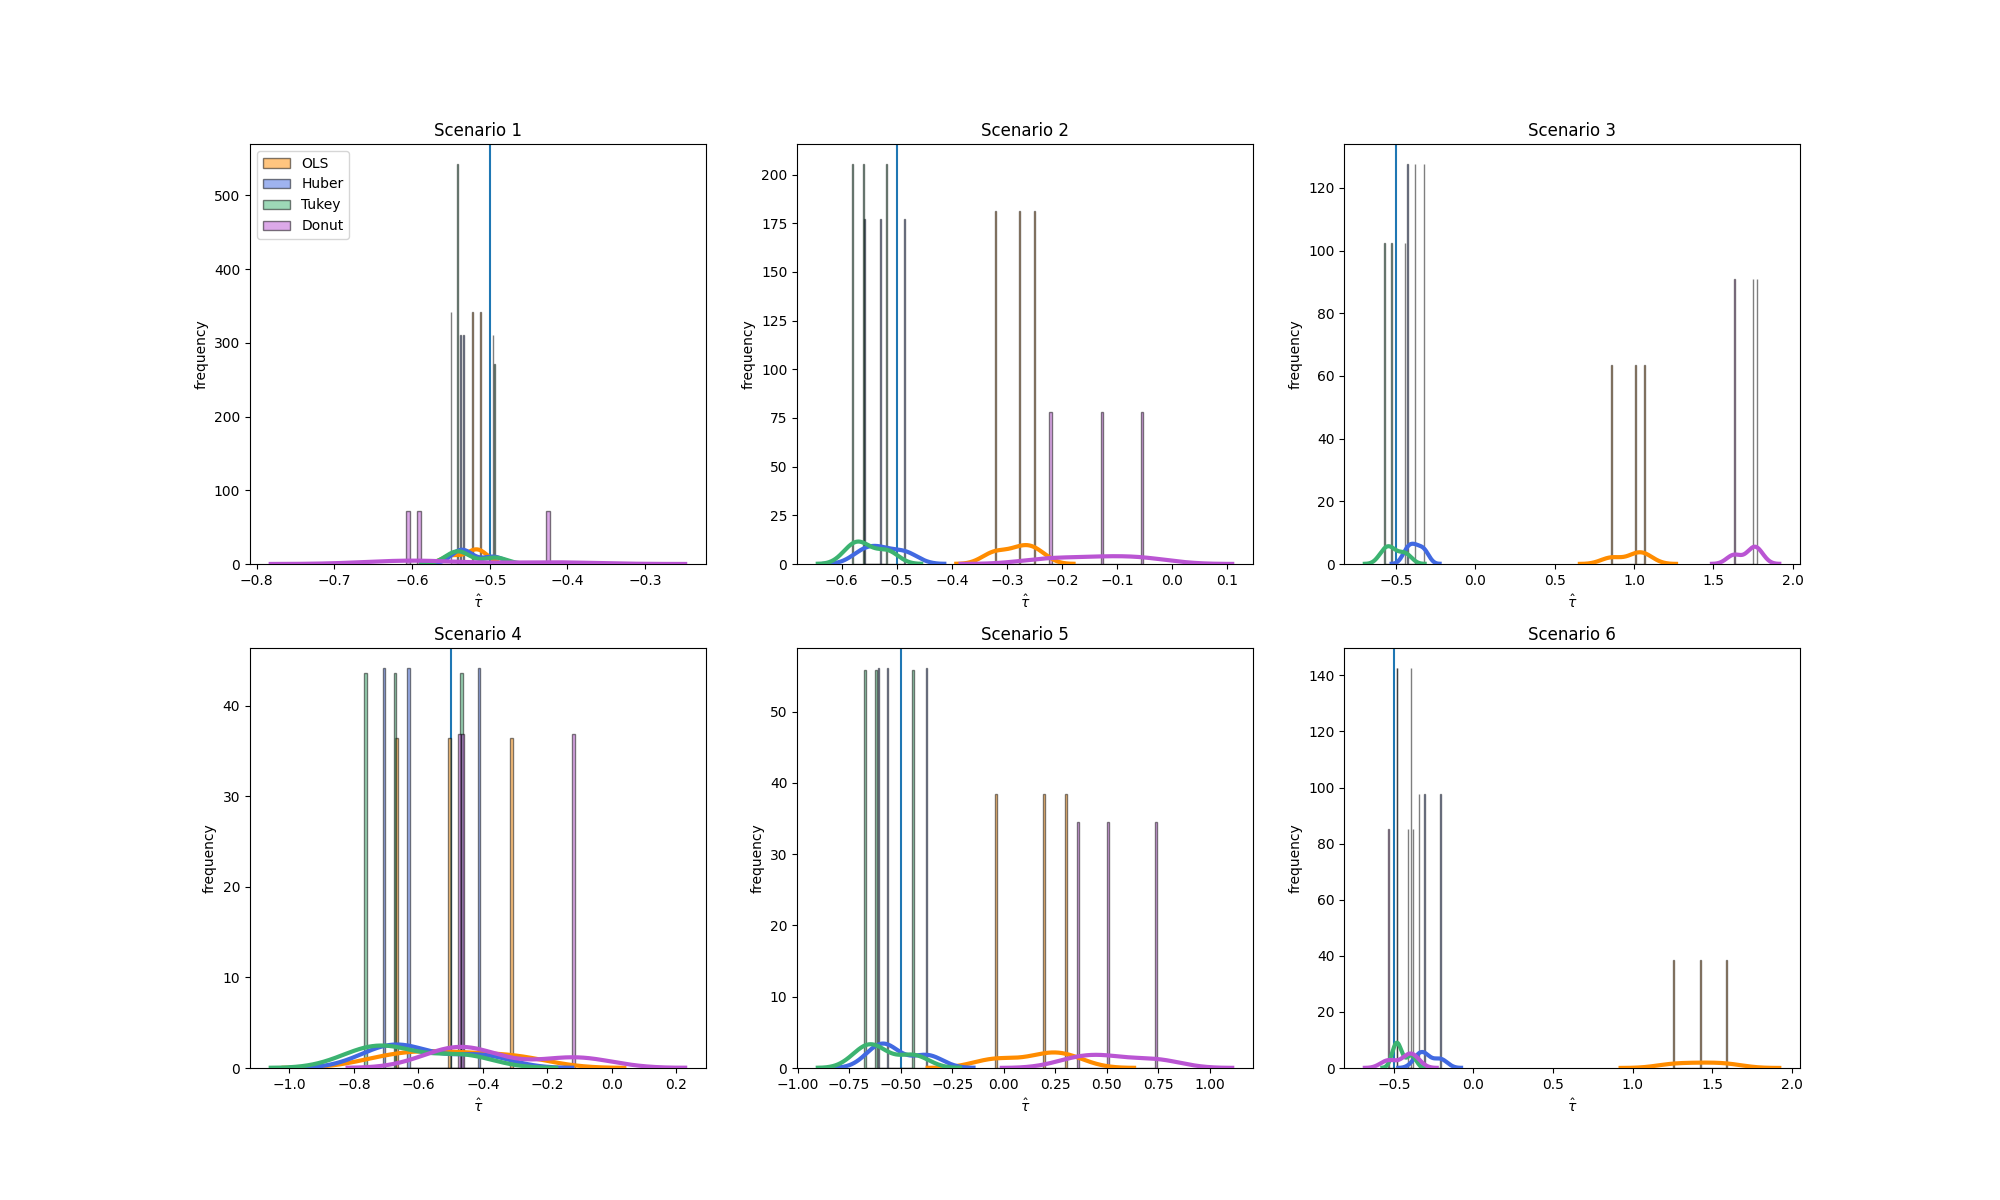 Scenario 1
OLS
Huber
Tukey
Donut
frequency
500
400
300
200
100
0
−0.8 −0.7 −0.6 −0.5 −0.4 −0.3
τ̂
Scenario 2
frequency
200
175
150
125
100
75
50
25
0
−0.6 −0.5 −0.4 −0.3 −0.2 −0.1 0.0 0.1
τ̂
Scenario 3
frequency
120
100
80
60
40
20
0
−0.5 0.0 0.5 1.0 1.5 2.0
τ̂
Scenario 4
frequency
40
30
20
10
0
−1.0 −0.8 −0.6 −0.4 −0.2 0.0 0.2
τ̂
Scenario 5
frequency
50
40
30
20
10
0
−1.00 −0.75 −0.50 −0.25 0.00 0.25 0.50 0.75 1.00
τ̂
Scenario 6
frequency
140
120
100
80
60
40
20
0
−0.5 0.0 0.5 1.0 1.5 2.0
τ̂